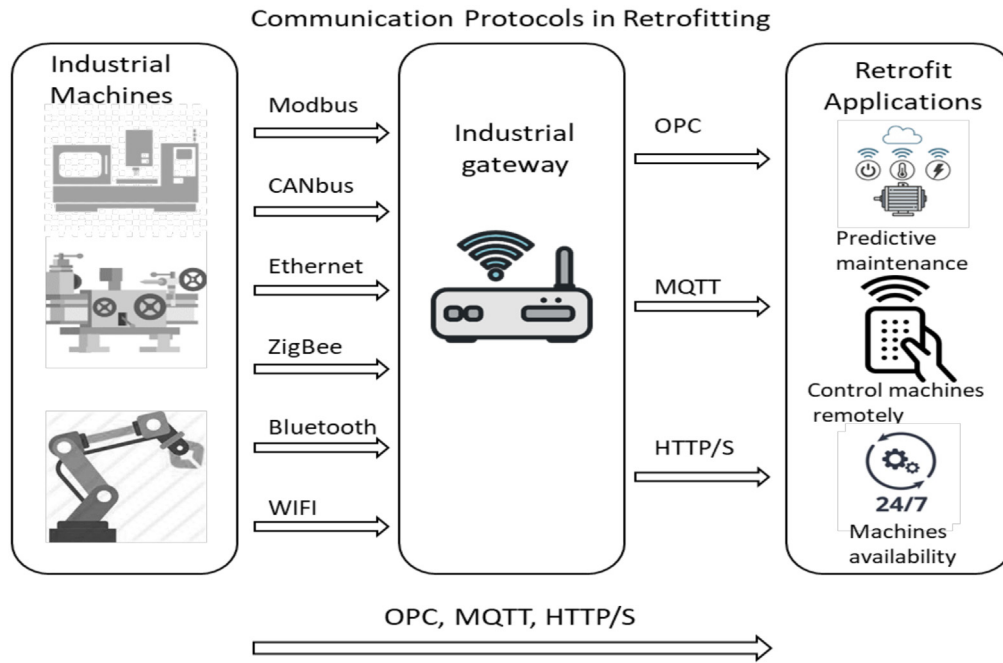 Communication Protocols in Retrofitting
Industrial
Machines
Modbus
CANbus
Ethernet
ZigBee
Bluetooth
WIFI
Industrial
gateway
OPC
MQTT
HTTP/S
Retrofit
Applications
Predictive
maintenance
Control machines
remotely
24/7
Machines
availability
OPC, MQTT, HTTP/S